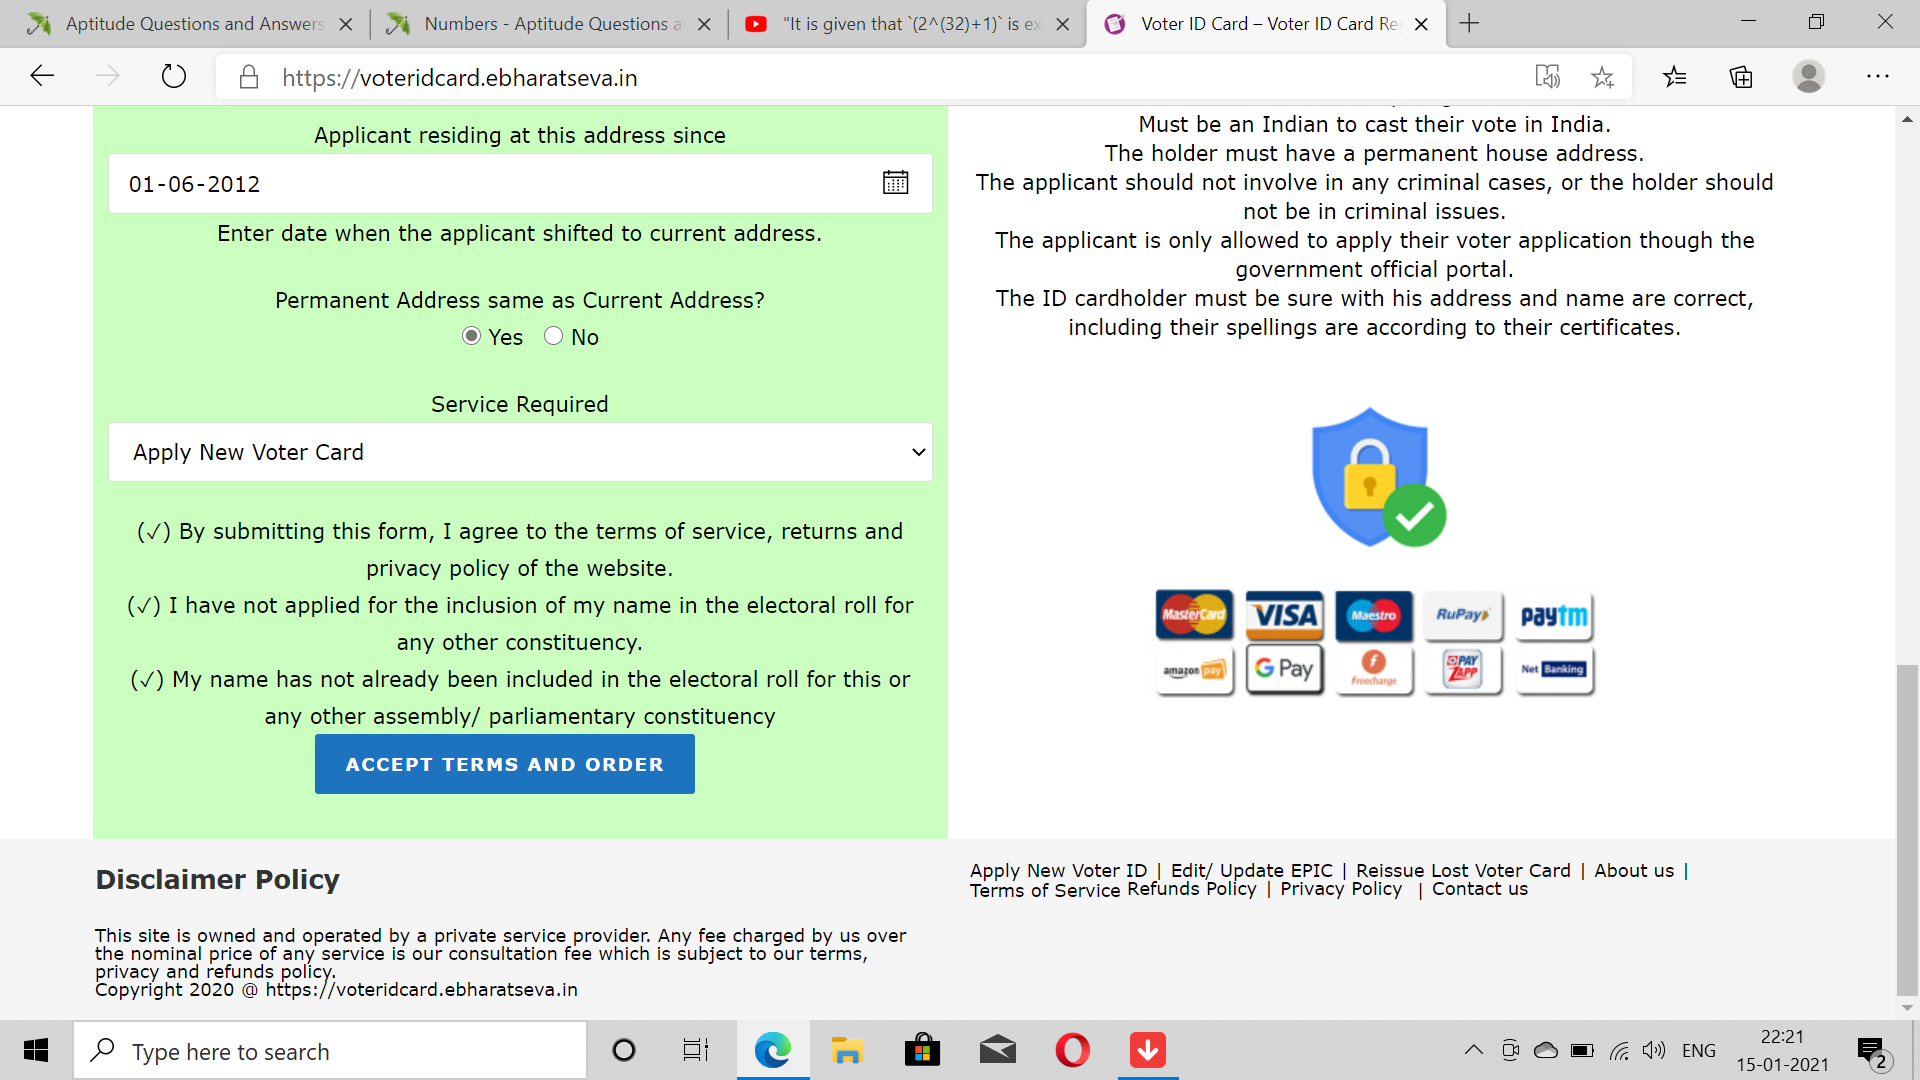 Aptitude Questions and Answers
Numbers - Aptitude Questions a
"It is given that `(2^(32)+1)` is ex
Voter ID Card – Voter ID Card Re
https://voteridcard.ebharatseva.in
Applicant residing at this address since
01-06-2012
Enter date when the applicant shifted to current address.
Permanent Address same as Current Address?
Yes No
Service Required
Apply New Voter Card
(✓) By submitting this form, I agree to the terms of service, returns and
privacy policy of the website.
(✓) I have not applied for the inclusion of my name in the electoral roll for
any other constituency.
(✓) My name has not already been included in the electoral roll for this or
any other assembly/ parliamentary constituency
ACCEPT TERMS AND ORDER
Must be an Indian to cast their vote in India.
The holder must have a permanent house address.
The applicant should not involve in any criminal cases, or the holder should
not be in criminal issues.
The applicant is only allowed to apply their voter application though the
government official portal.
The ID cardholder must be sure with his address and name are correct,
including their spellings are according to their certificates.
MasterCard VISA Maestro RuPay paytm
amazon pay G Pay freecharge PAY ZAPP Net Banking
Disclaimer Policy
This site is owned and operated by a private service provider. Any fee charged by us over
the nominal price of any service is our consultation fee which is subject to our terms,
privacy and refunds policy.
Copyright 2020 @ https://voteridcard.ebharatseva.in
Apply New Voter ID | Edit/ Update EPIC | Reissue Lost Voter Card | About us |
Terms of Service Refunds Policy | Privacy Policy | Contact us
Type here to search
ENG
22:21
15-01-2021
2